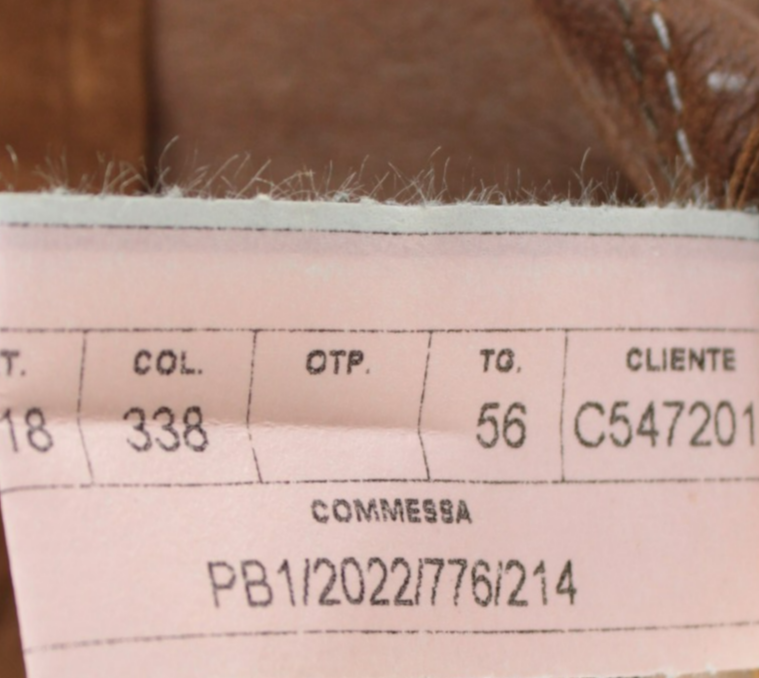 T. COL. OTP. TG. CLIENTE
18 338 56 C547201
COMMESSA
PB1/2022/776/214